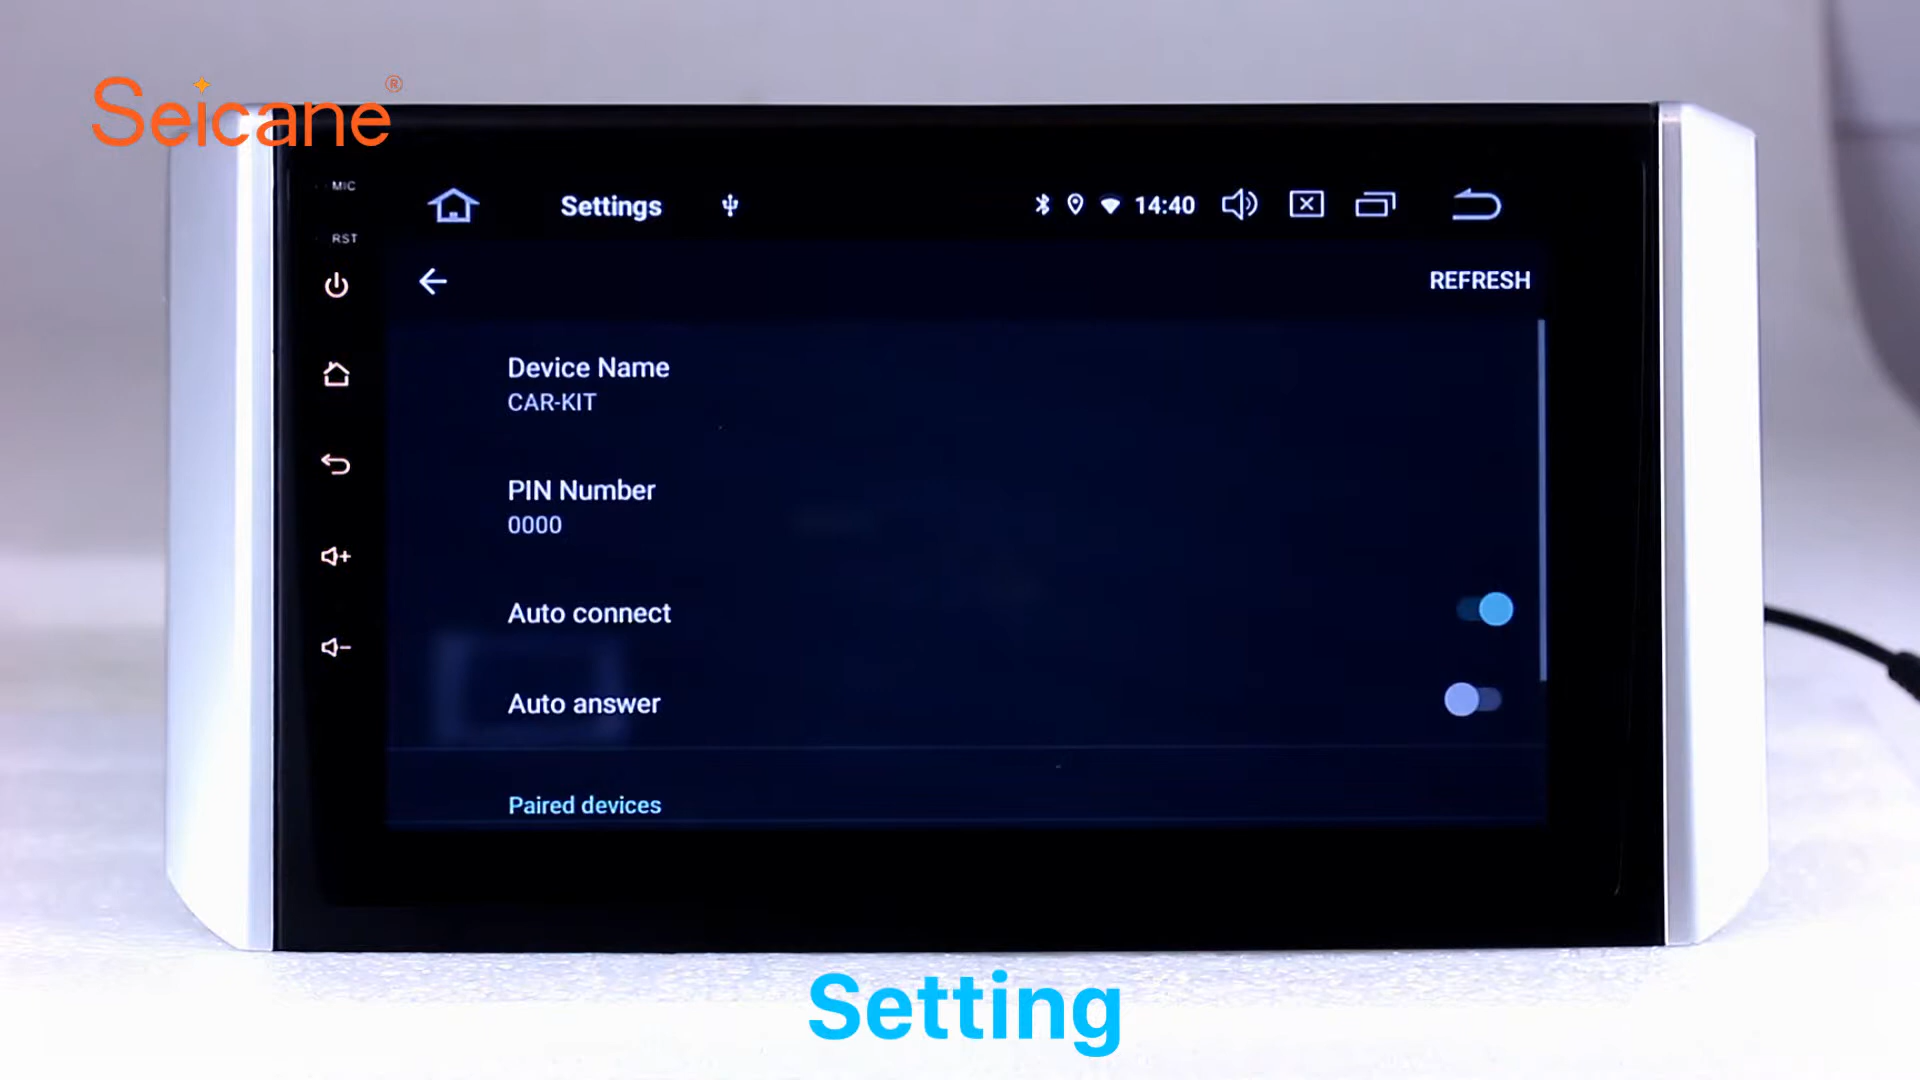 Seicane®
MIC
Settings
14:40
RST
REFRESH
Device Name
CAR-KIT
PIN Number
0000
Auto connect
Auto answer
Paired devices
Setting